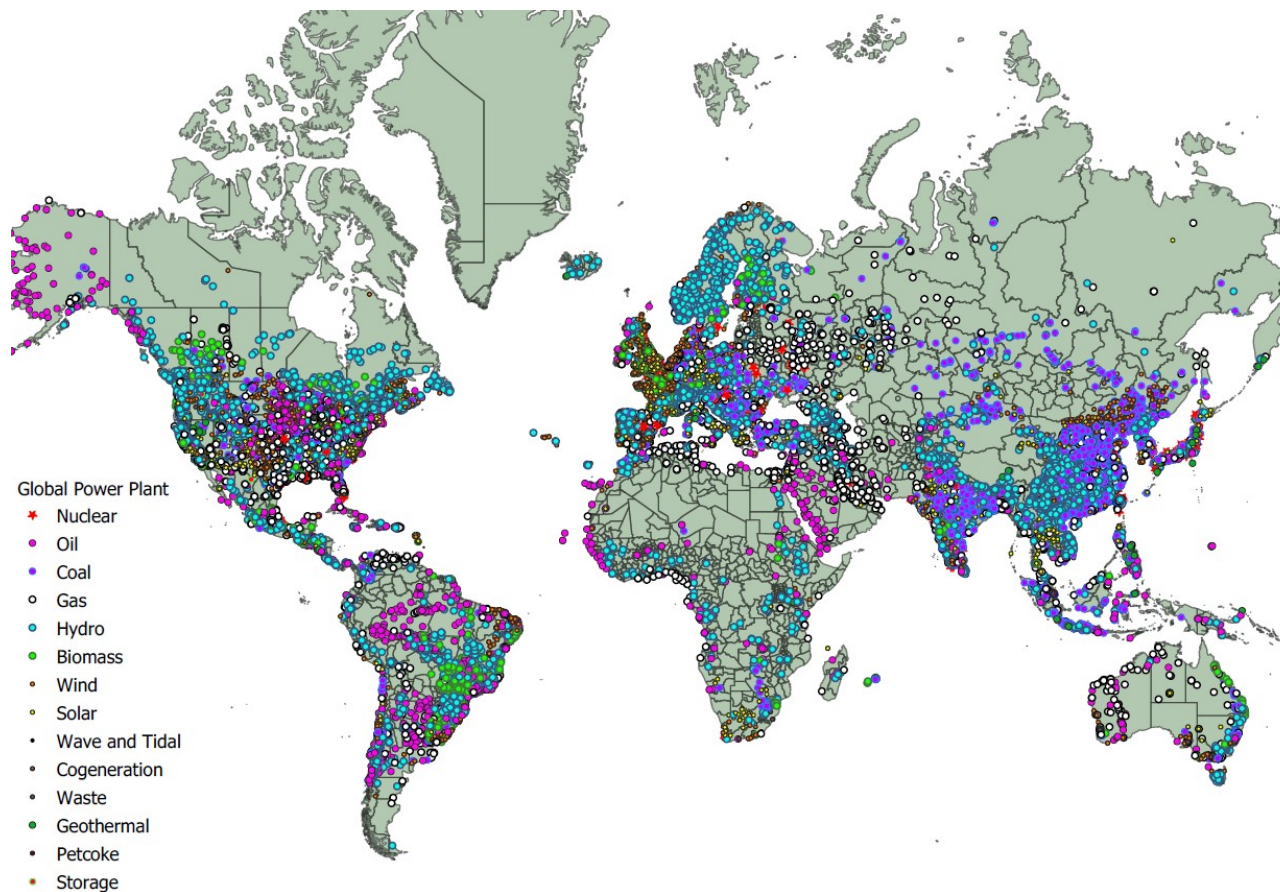 Global Power Plant
Nuclear
Oil
Coal
Gas
Hydro
Biomass
Wind
Solar
Wave and Tidal
Cogeneration
Waste
Geothermal
Petcoke
Storage